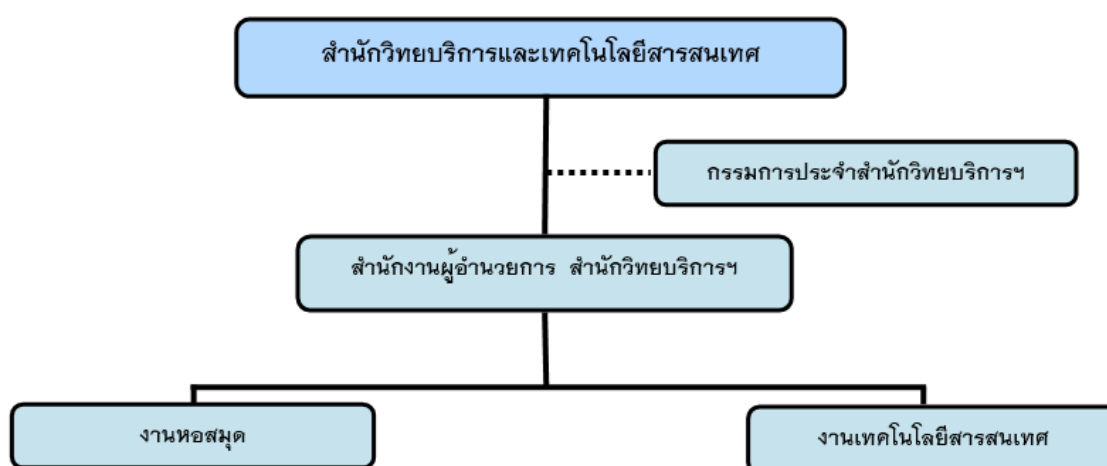 สำนักวิทยบริการและเทคโนโลยีสารสนเทศ
กรรมการประจำสำนักวิทยบริการฯ
สำนักงานผู้อำนวยการ สำนักวิทยบริการฯ
งานหอสมุด
งานเทคโนโลยีสารสนเทศ